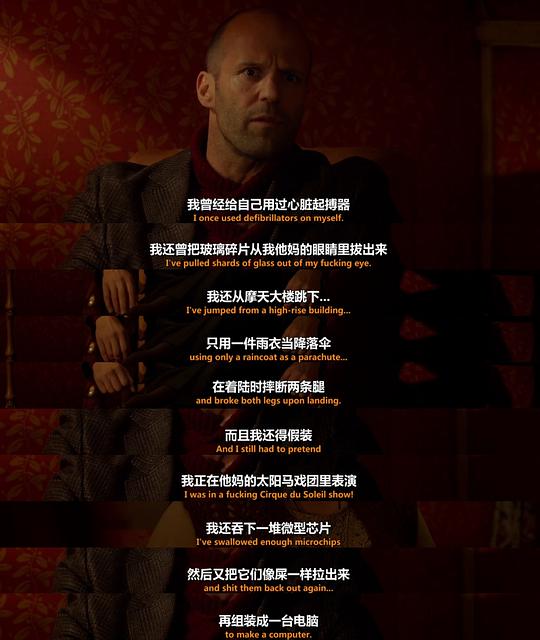 我曾经给自己用过心脏起搏器
I once used defibrillators on myself.
我还曾把玻璃碎片从我他妈的眼睛里拔出来
I've pulled shards of glass out of my fucking eye.
我还从摩天大楼跳下...
I've jumped from a high-rise building...
只用一件雨衣当降落伞
using only a raincoat as a parachute...
在着陆时摔断两条腿
and broke both legs upon landing.
而且我还得假装
And I still had to pretend
我正在他妈的太阳马戏团里表演
I was in a fucking Cirque du Soleil show!
我还吞下一堆微型芯片
I've swallowed enough microchips
然后又把它们像屎一样拉出来
and shit them back out again...
再组装成一台电脑
to make a computer.